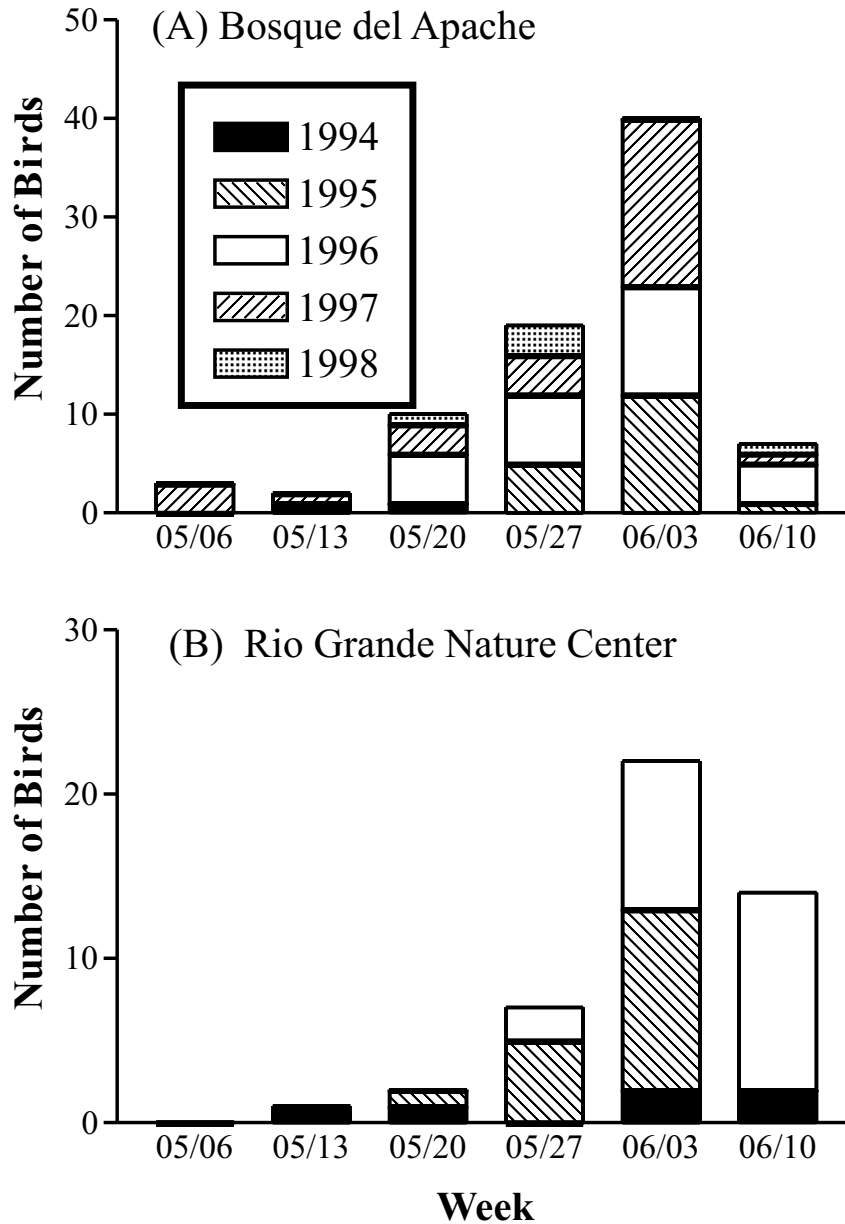 (A) Bosque del Apache
Number of Birds
50
40
30
20
10
0
1994
1995
1996
1997
1998
05/06 05/13 05/20 05/27 06/03 06/10
(B) Rio Grande Nature Center
Number of Birds
30
20
10
0
05/06 05/13 05/20 05/27 06/03 06/10
Week